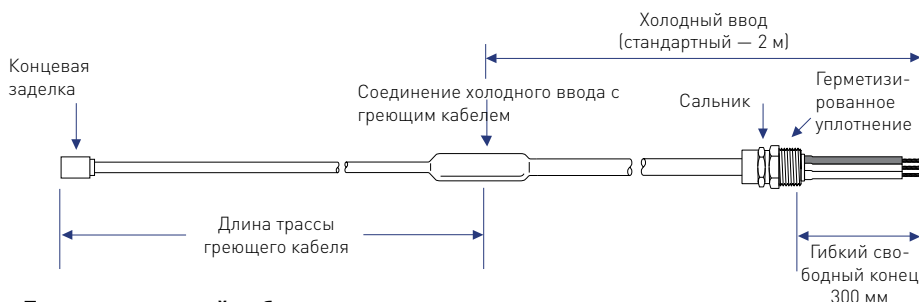 Холодный ввод
(стандартный — 2 м)
Концевая
заделка
Соединение холодного ввода с
греющим кабелем
Сальник
Гермeтизи-
рованное
уплотнение
Длина трассы
греющего кабеля
Гибкий сво-
бодный конец
300 мм